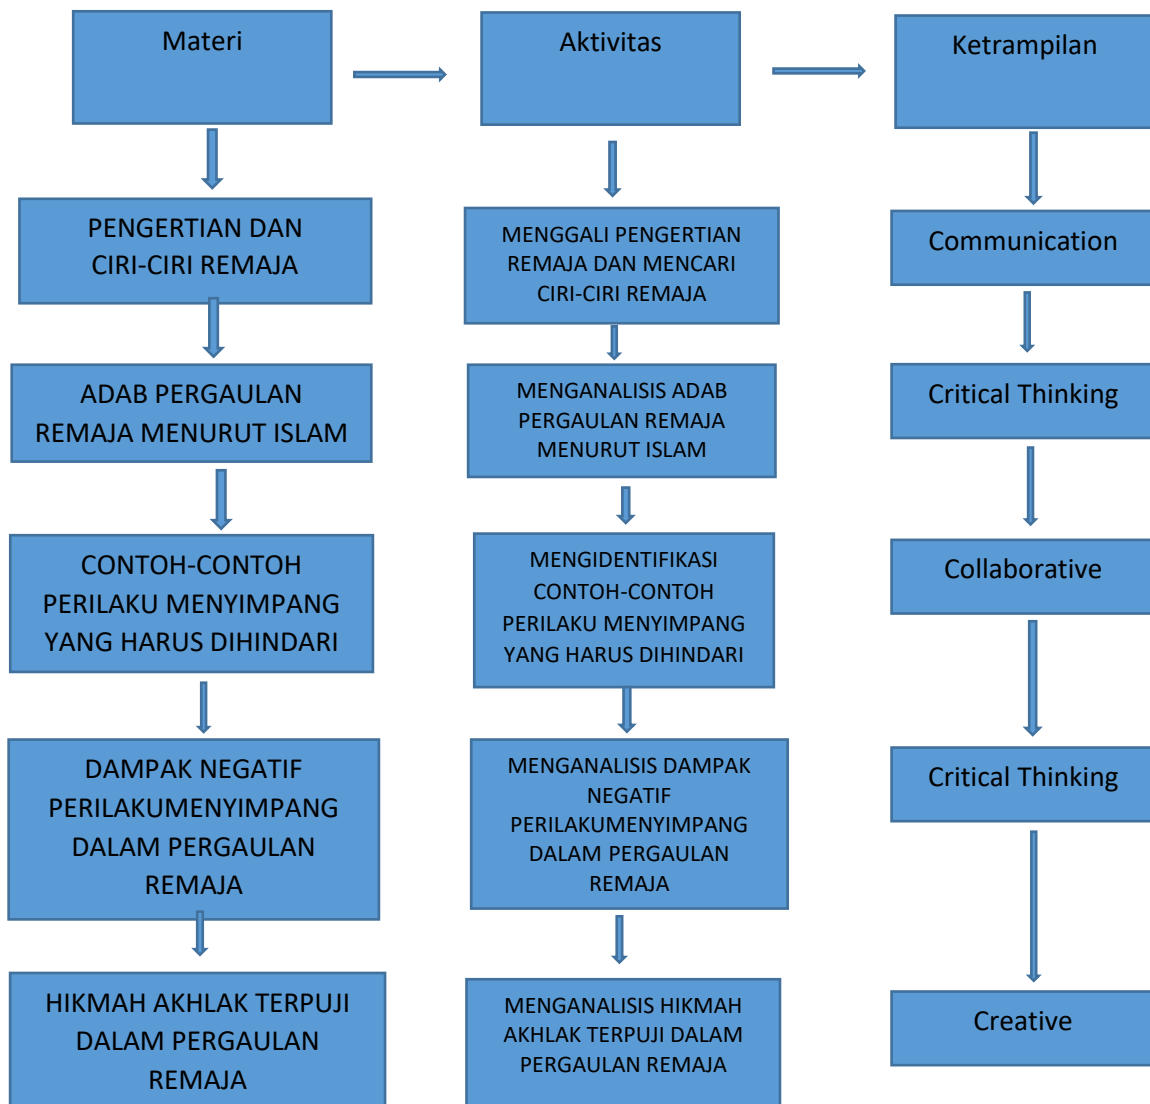 Materi
Aktivitas
Ketrampilan
PENGERTIAN DAN
CIRI-CIRI REMAJA
MENGGALI PENGERTIAN
REMAJA DAN MENCARI
CIRI-CIRI REMAJA
Communication
ADAB PERGAULAN
REMAJA MENURUT ISLAM
MENGANALISIS ADAB
PERGAULAN REMAJA
MENURUT ISLAM
Critical Thinking
CONTOH-CONTOH
PERILAKU MENYIMPANG
YANG HARUS DIHINDARI
MENGIDENTIFIKASI
CONTOH-CONTOH
PERILAKU MENYIMPANG
YANG HARUS DIHINDARI
Collaborative
DAMPAK NEGATIF
PERILAKUMENYIMPANG
DALAM PERGAULAN
REMAJA
MENGANALISIS DAMPAK
NEGATIF
PERILAKUMENYIMPANG
DALAM PERGAULAN
REMAJA
Critical Thinking
HIKMAH AKHLAK TERPUJI
DALAM PERGAULAN
REMAJA
MENGANALISIS HIKMAH
AKHLAK TERPUJI DALAM
PERGAULAN REMAJA
Creative